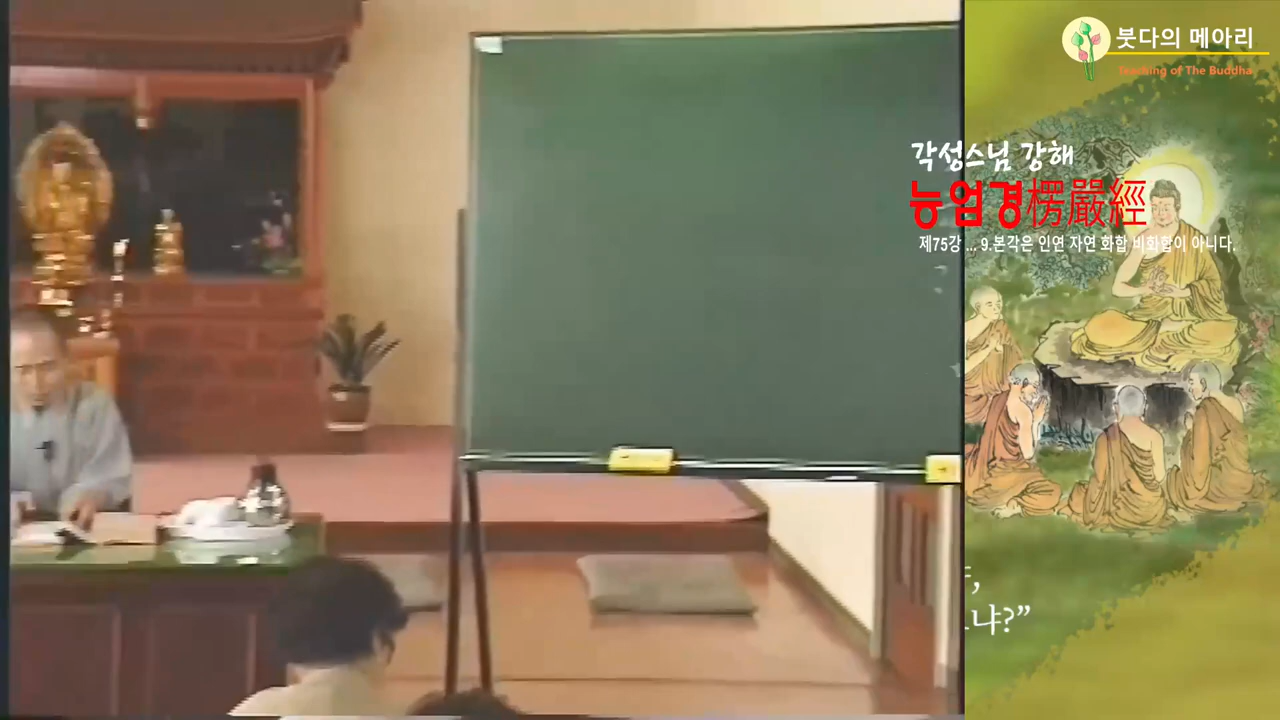 붓다의 메아리
Teaching of The Buddha
각성스님 강해
능엄경楞嚴經
제75강 ... 9.본각은 인연 자연 화합 비화합이 아니다.
냐?”